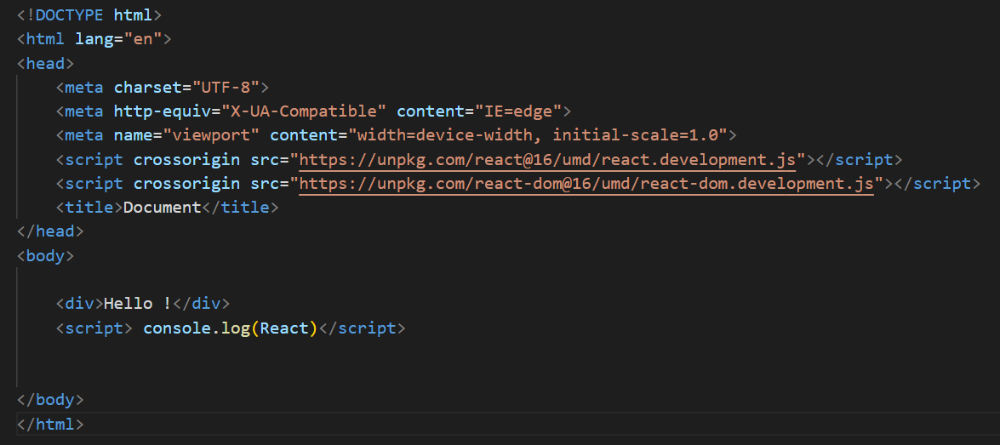 <!DOCTYPE html>
<html lang="en">
<head>
    <meta charset="UTF-8">
    <meta http-equiv="X-UA-Compatible" content="IE=edge">
    <meta name="viewport" content="width=device-width, initial-scale=1.0">
    <script crossorigin src="https://unpkg.com/react@16/umd/react.development.js"></script>
    <script crossorigin src="https://unpkg.com/react-dom@16/umd/react-dom.development.js"></script>
    <title>Document</title>
</head>
<body>
    <div>Hello !</div>
    <script> console.log(React)</script>
</body>
</html>